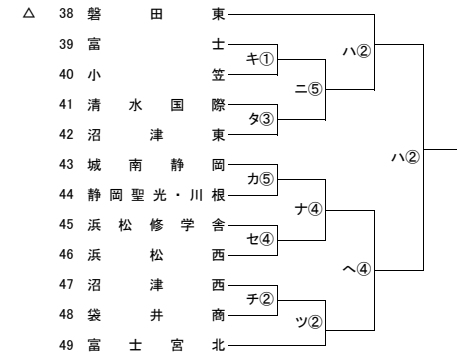 △ 38 磐田東
39 富士
40 小笠
41 清水国際
42 沼津東
43 城南静岡
44 静岡聖光・川根
45 浜松修学舎
46 浜松西
47 沼津西
48 袋井商
49 富士宮北
キ①
タ③
カ⑤
セ④
チ②
ニ⑤
ナ④
ツ②
ハ②
ヘ④
ハ②